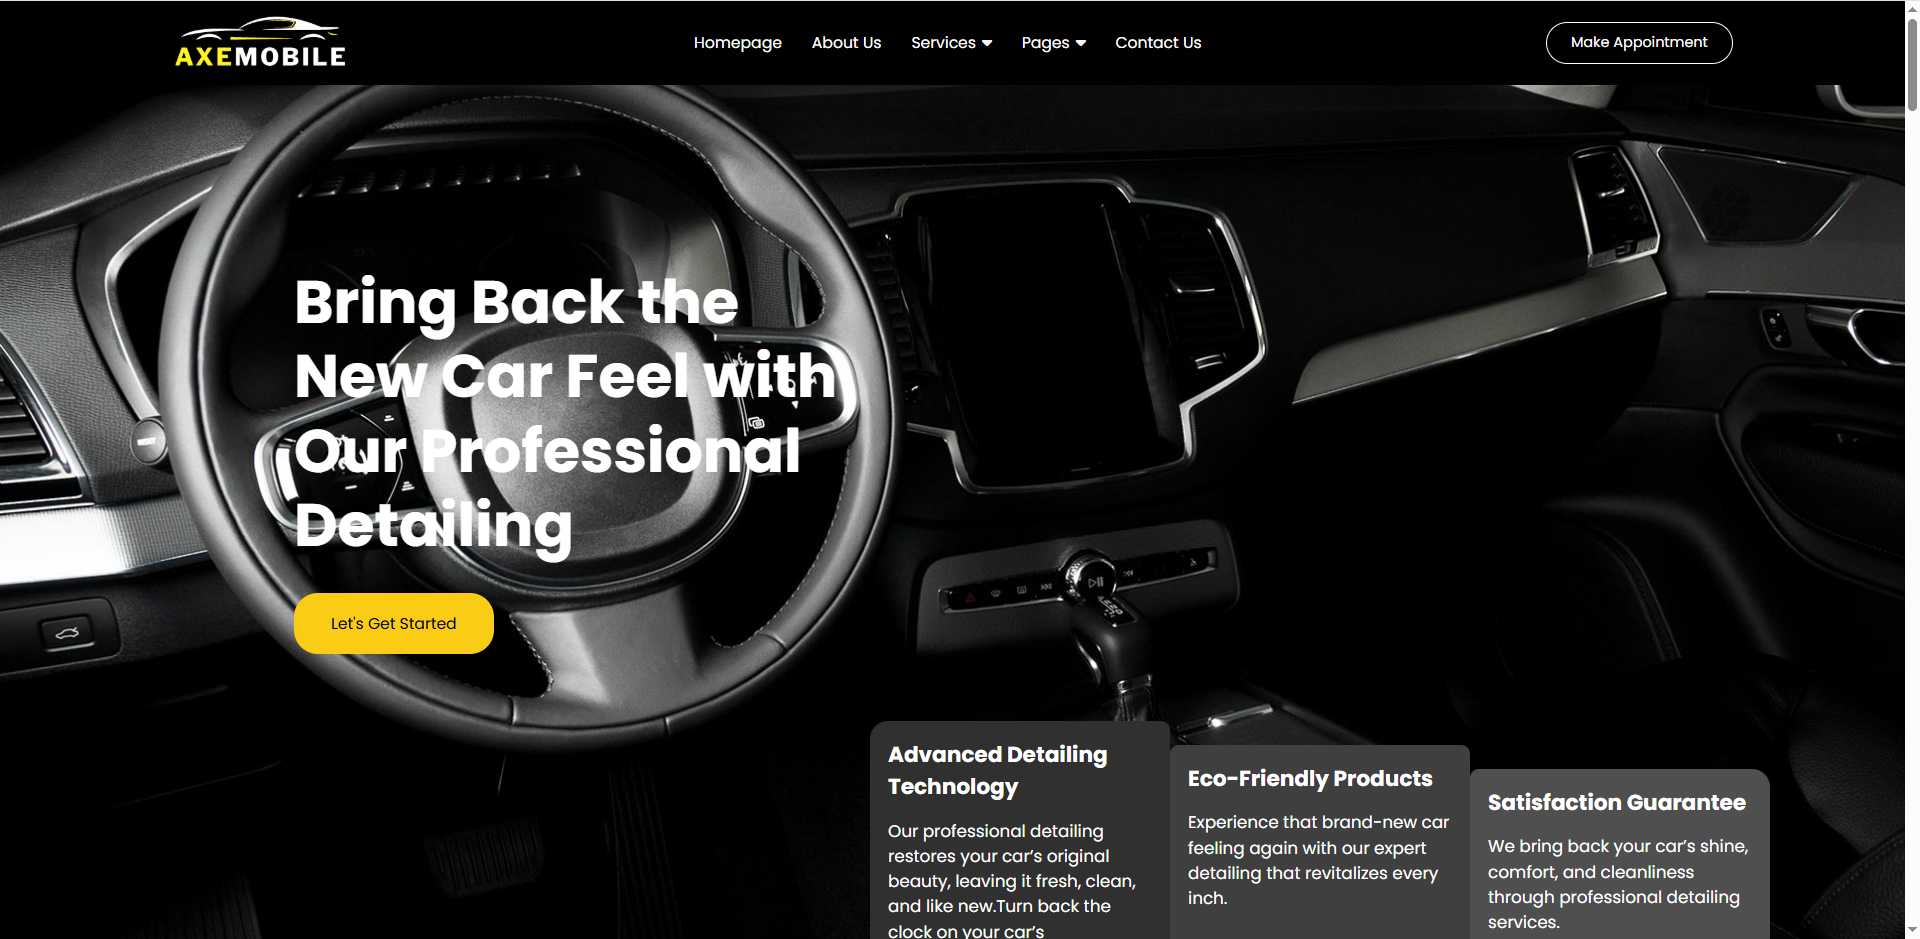 AXEMOBILE
Homepage
About Us
Services
Pages
Contact Us
Make Appointment
Bring Back the
New Car Feel with
Our Professional
Detailing
Let's Get Started
Advanced Detailing
Technology
Our professional detailing
restores your car’s original
beauty, leaving it fresh, clean,
and like new.Turn back the
clock on your car’s
Eco-Friendly Products
Experience that brand-new car
feeling again with our expert
detailing that revitalizes every
inch.
Satisfaction Guarantee
We bring back your car’s shine,
comfort, and cleanliness
through professional detailing
services.